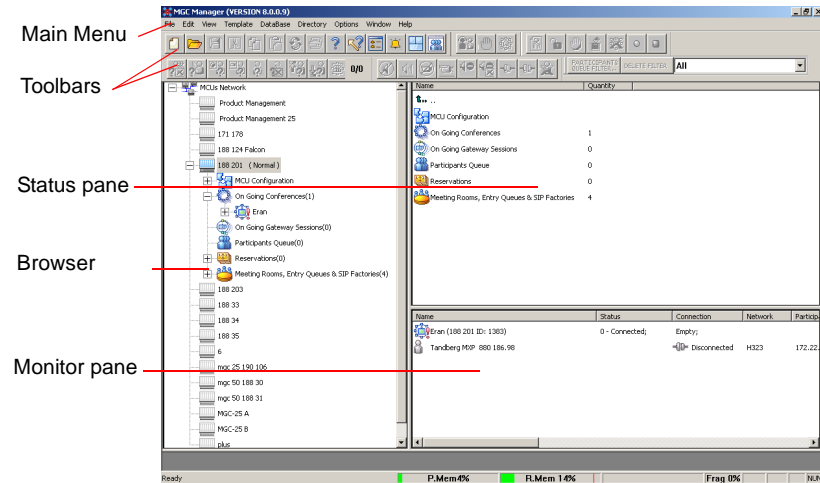 MGC Manager (VERSION 8.0.0.9)
File Edit View Template DataBase Directory Options Window Help
Main Menu
Toolbars
0/0
PARTICIPANTS QUEUE FILTER... DELETE FILTER All
MCUs Network
Product Management
Product Management 25
171 178
188 124 Falcon
188 201 (Normal)
MCU Configuration
On Going Conferences(1)
Eran
On Going Gateway Sessions(0)
Participants Queue(0)
Reservations(0)
Meeting Rooms, Entry Queues & SIP Factories(4)
188 203
188 33
188 34
188 35
6
mgc 25 190 106
mgc 50 188 30
mgc 50 188 31
MGC-25 A
MGC-25 B
plus
Status pane
Browser
Monitor pane
Name Quantity
..
MCU Configuration
On Going Conferences 1
On Going Gateway Sessions 0
Participants Queue 0
Reservations 0
Meeting Rooms, Entry Queues & SIP Factories 4
Name Status Connection Network Particip
Eran (188 201 ID: 1383) 0 - Connected; Empty;
Tandberg MXP 880 186.98 Disconnected H323 172.22.
Ready P.Mem4% R.Mem 14% Frag 0% NUM